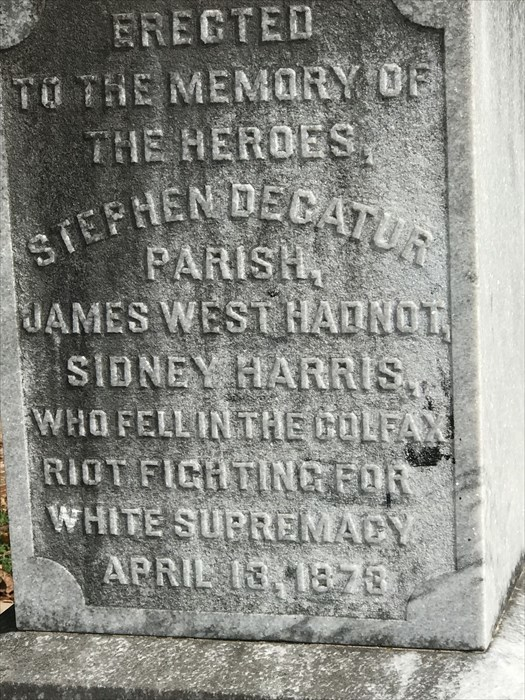 ERECTED
TO THE MEMORY OF
THE HEROES,
STEPHEN DECATUR
PARISH,
JAMES WEST HADNOT,
SIDNEY HARRIS,
WHO FELL IN THE COLFAX
RIOT FIGHTING FOR
WHITE SUPREMACY
APRIL 13, 1873